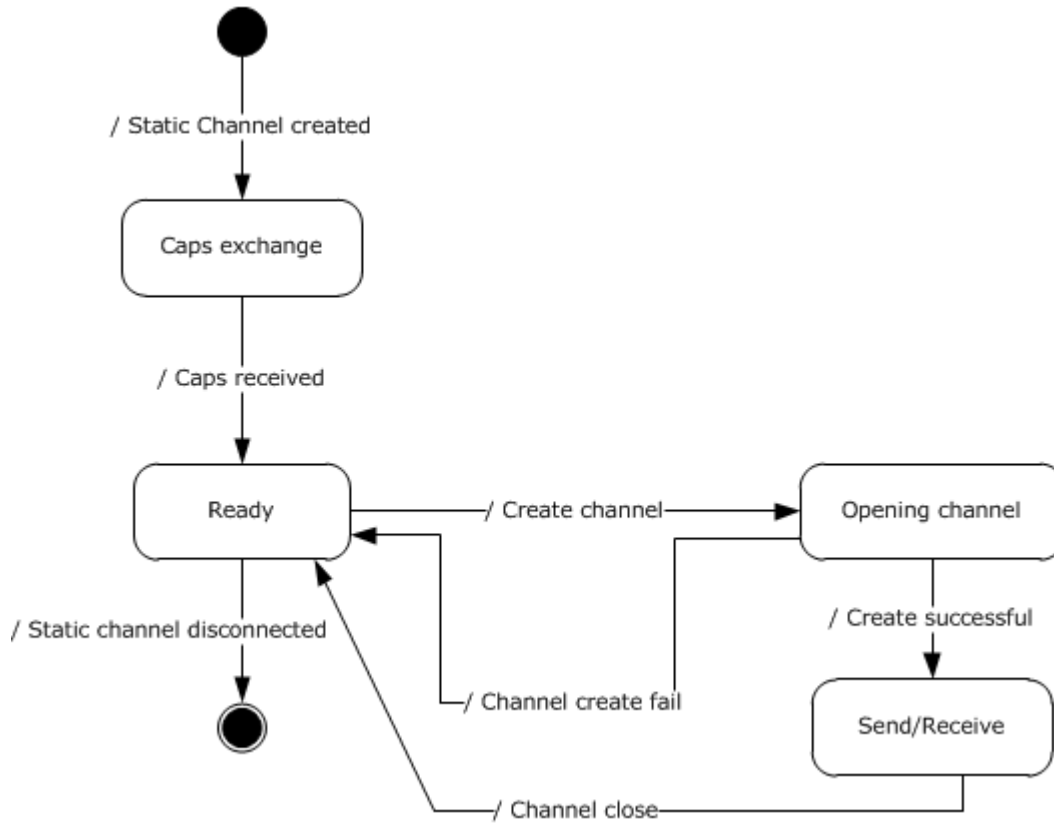 / Static Channel created
Caps exchange
/ Caps received
Ready
/ Create channel
Opening channel
/ Static channel disconnected
/ Create successful
/ Channel create fail
Send/Receive
/ Channel close